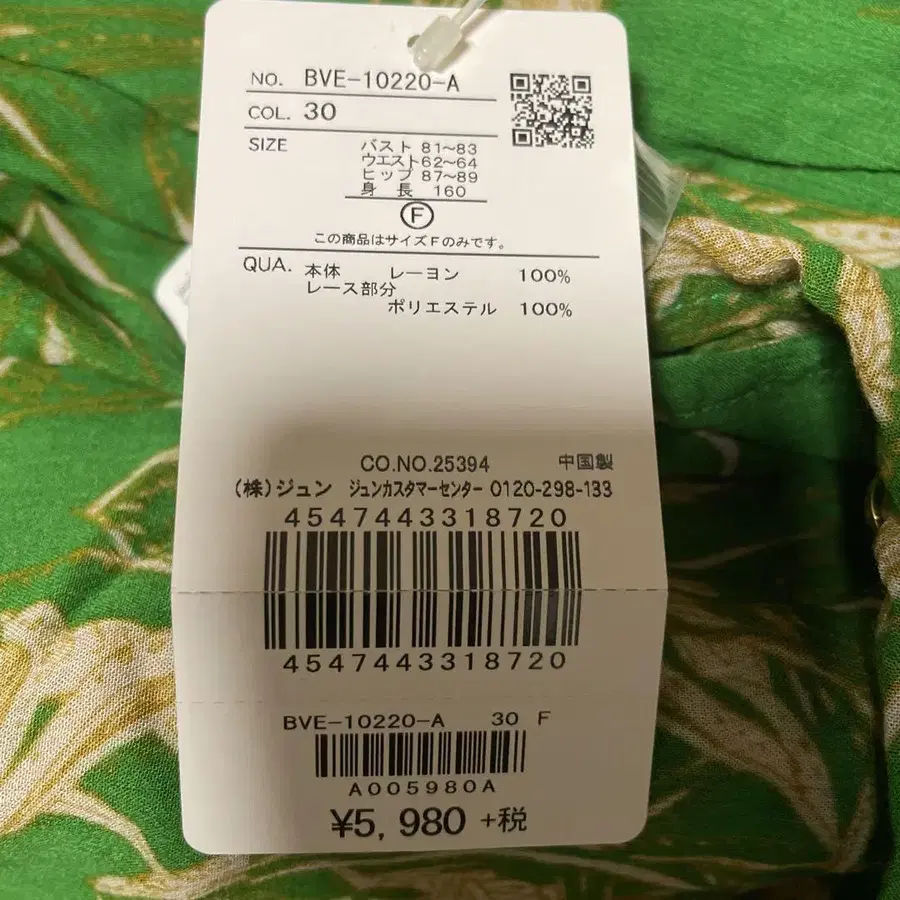 NO. BVE-10220-A
COL. 30
SIZE バスト 81~83
ウエスト 62~64
ヒップ 87~89
身長 160
F
この商品はサイズFのみです。
QUA. 本体 レーヨン 100%
レース部分
ポリエステル 100%
CO.NO.25394 中国製
(株)ジュン ジュンカスタマーセンター 0120-298-133
4547443318720
4547443318720
BVE-10220-A 30 F
A005980A
¥5,980 +税